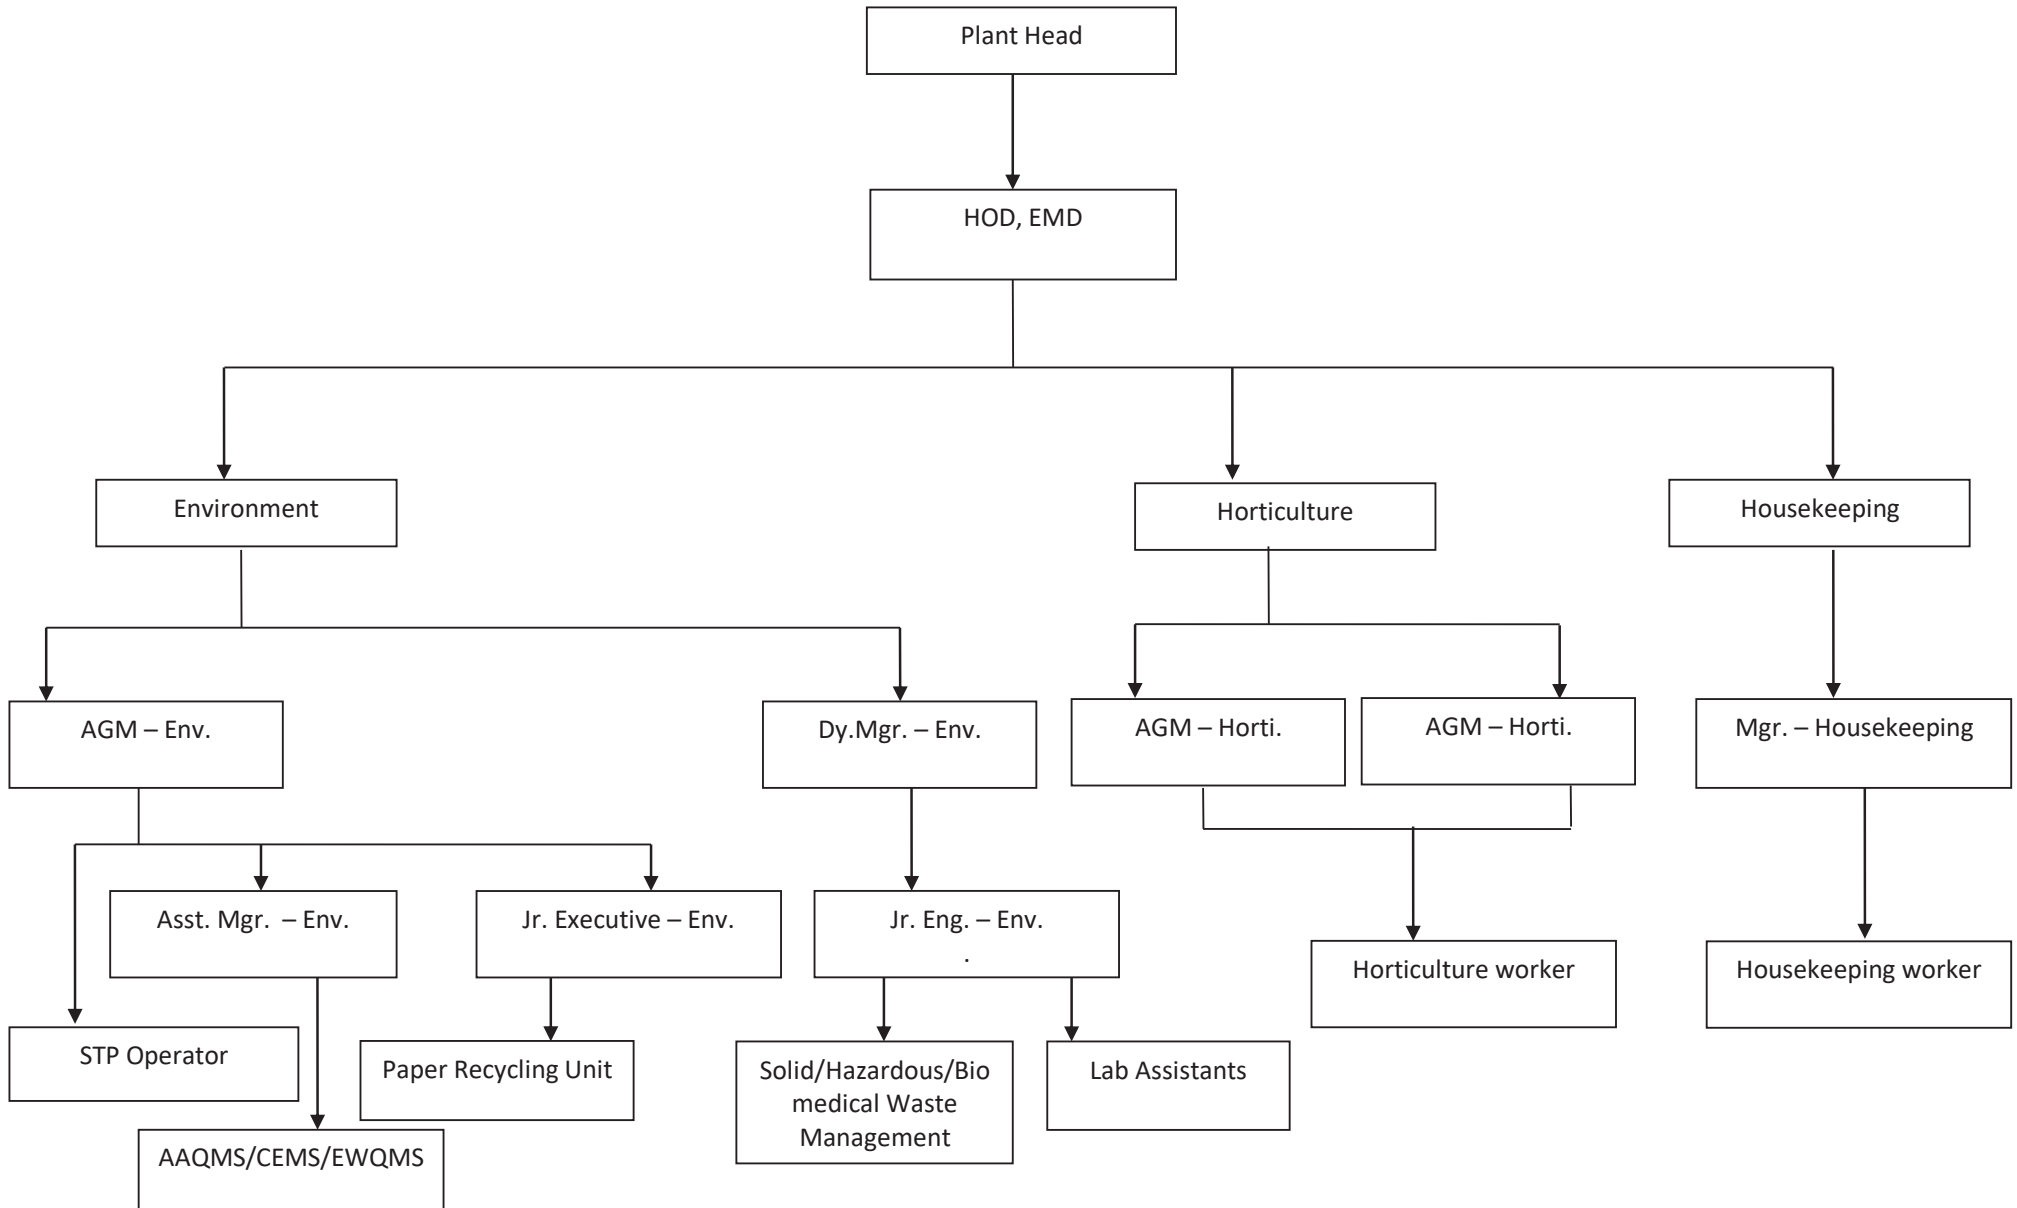 Plant Head
HOD, EMD
Environment
Horticulture
Housekeeping
AGM – Env.
Dy.Mgr. – Env.
AGM – Horti.
AGM – Horti.
Mgr. – Housekeeping
Asst. Mgr.  – Env.
Jr. Executive – Env.
Jr. Eng. – Env.
.
Horticulture worker
Housekeeping worker
STP Operator
Paper Recycling Unit
Solid/Hazardous/Bio
medical Waste
Management
Lab Assistants
AAQMS/CEMS/EWQMS